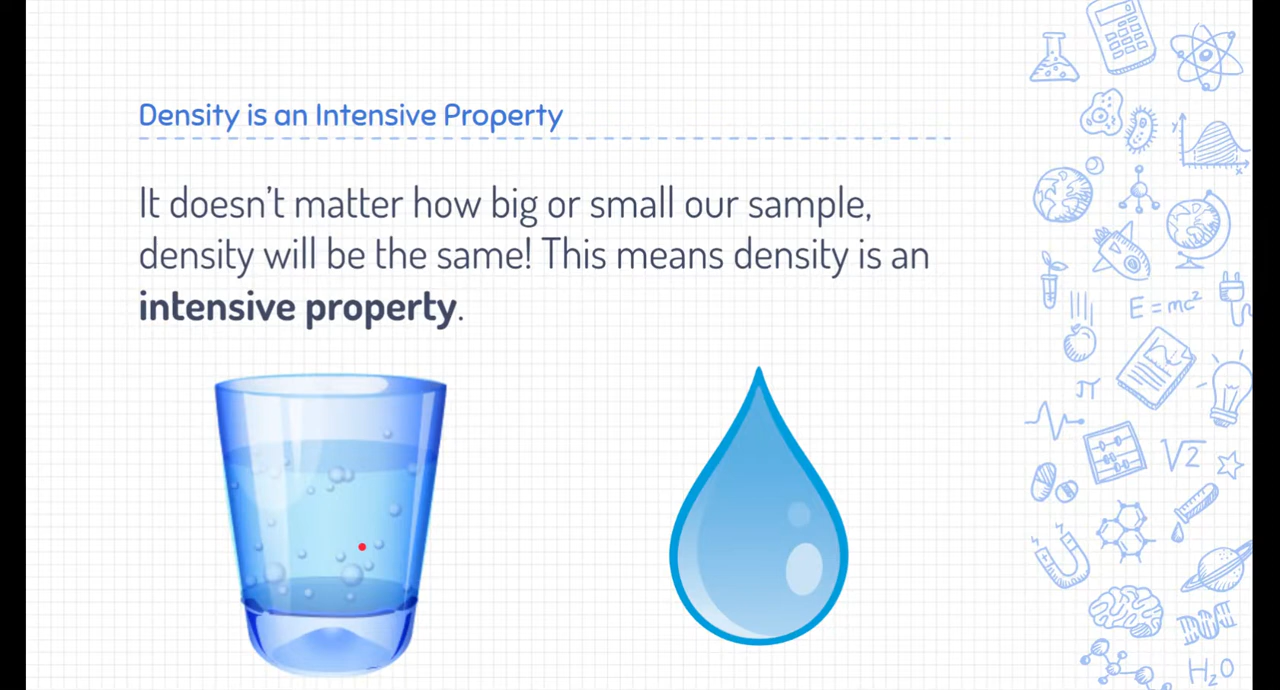 Density is an Intensive Property
It doesn’t matter how big or small our sample,
density will be the same! This means density is an
intensive property.
y
x
E = mc²
π
√2
H₂O